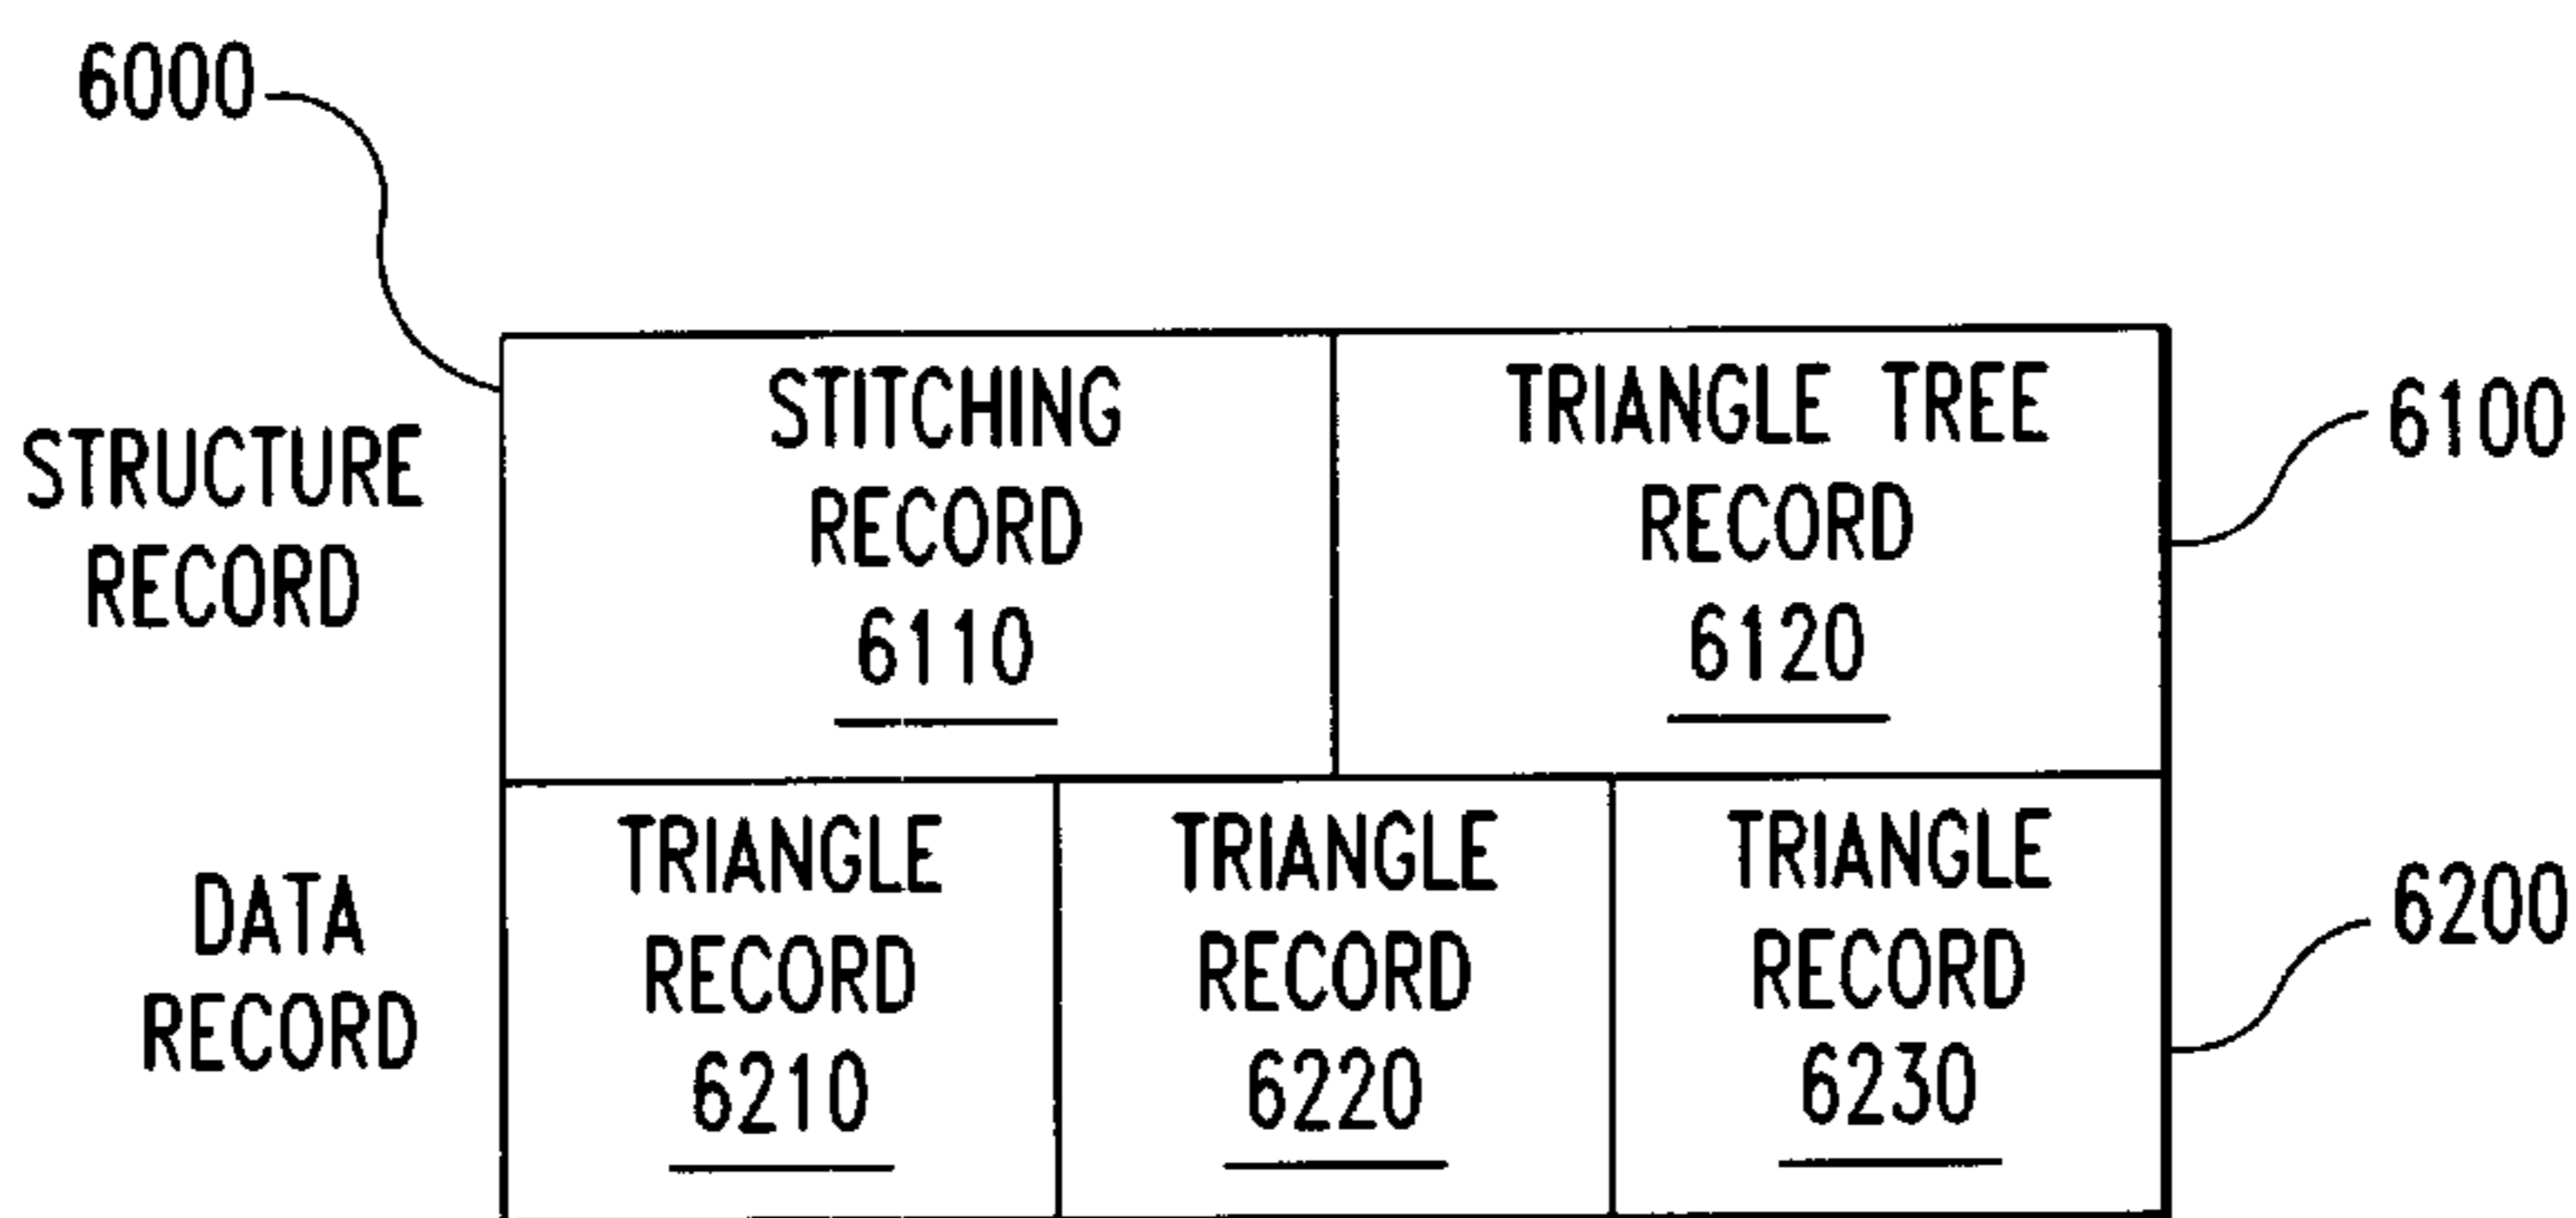 6000
STRUCTURE
RECORD
STITCHING
RECORD
6110
TRIANGLE TREE
RECORD
6120
6100
DATA
RECORD
TRIANGLE
RECORD
6210
TRIANGLE
RECORD
6220
TRIANGLE
RECORD
6230
6200